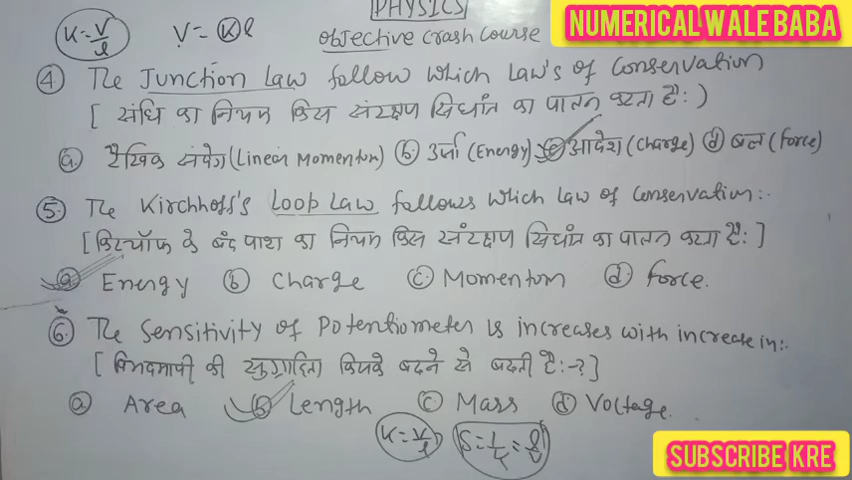 PHYSICS
NUMERICAL WALE BABA
K=V/l V= Kl Objective Crash Course
④ The Junction Law follow which Law's of Conservation
[ संधि का नियम किस संरक्षण सिधांत का पालन करता है:)
ⓐ रैखिक संवेग (Linear Momentum) ⓑ उर्जा (Energy) ⓒ आवेश (Charge) ⓓ बल (Force)
⑤ The Kirchhoff's Loop Law follows which law of Conservation:.
[किरचॉफ के बंद पाश का नियम किस संरक्षण सिधांत का पालन करता है:]
ⓐ Energy ⓑ Charge ⓒ Momentum ⓓ Force.
⑥ The Sensitivity of Potentiometer is increases with increase in:.
[विभवमापी की सुग्राहिता किसके बढ़ने से बढ़ती है:-?]
ⓐ Area ⓑ Length ⓒ Mass ⓓ Voltage.
K=V/l S=1/K=l/V
SUBSCRIBE KRE